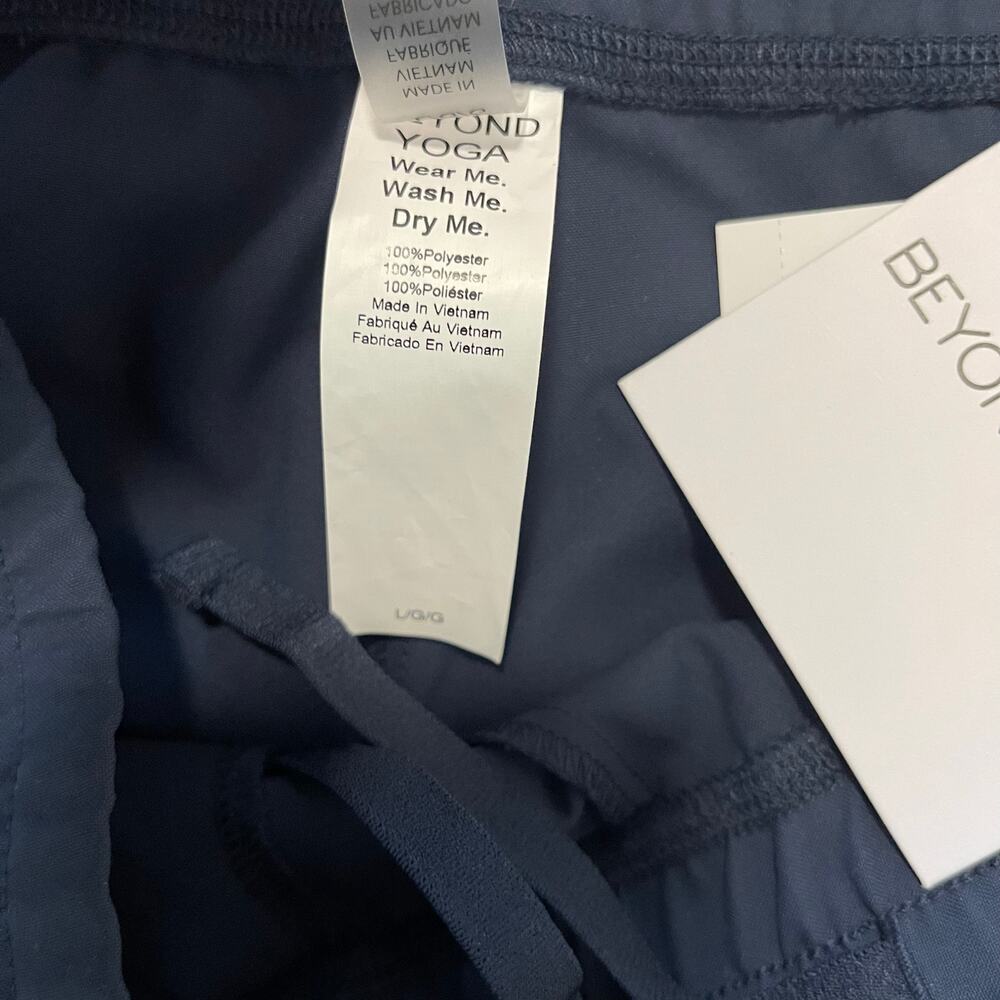 MADE IN
VIETNAM
FABRIQUÉ
AU VIETNAM
FABRICADO
YOGA
Wear Me.
Wash Me.
Dry Me.
100%Polyester
100%Polyester
100%Poliéster
Made In Vietnam
Fabriqué Au Vietnam
Fabricado En Vietnam
L/G/G
BEYON